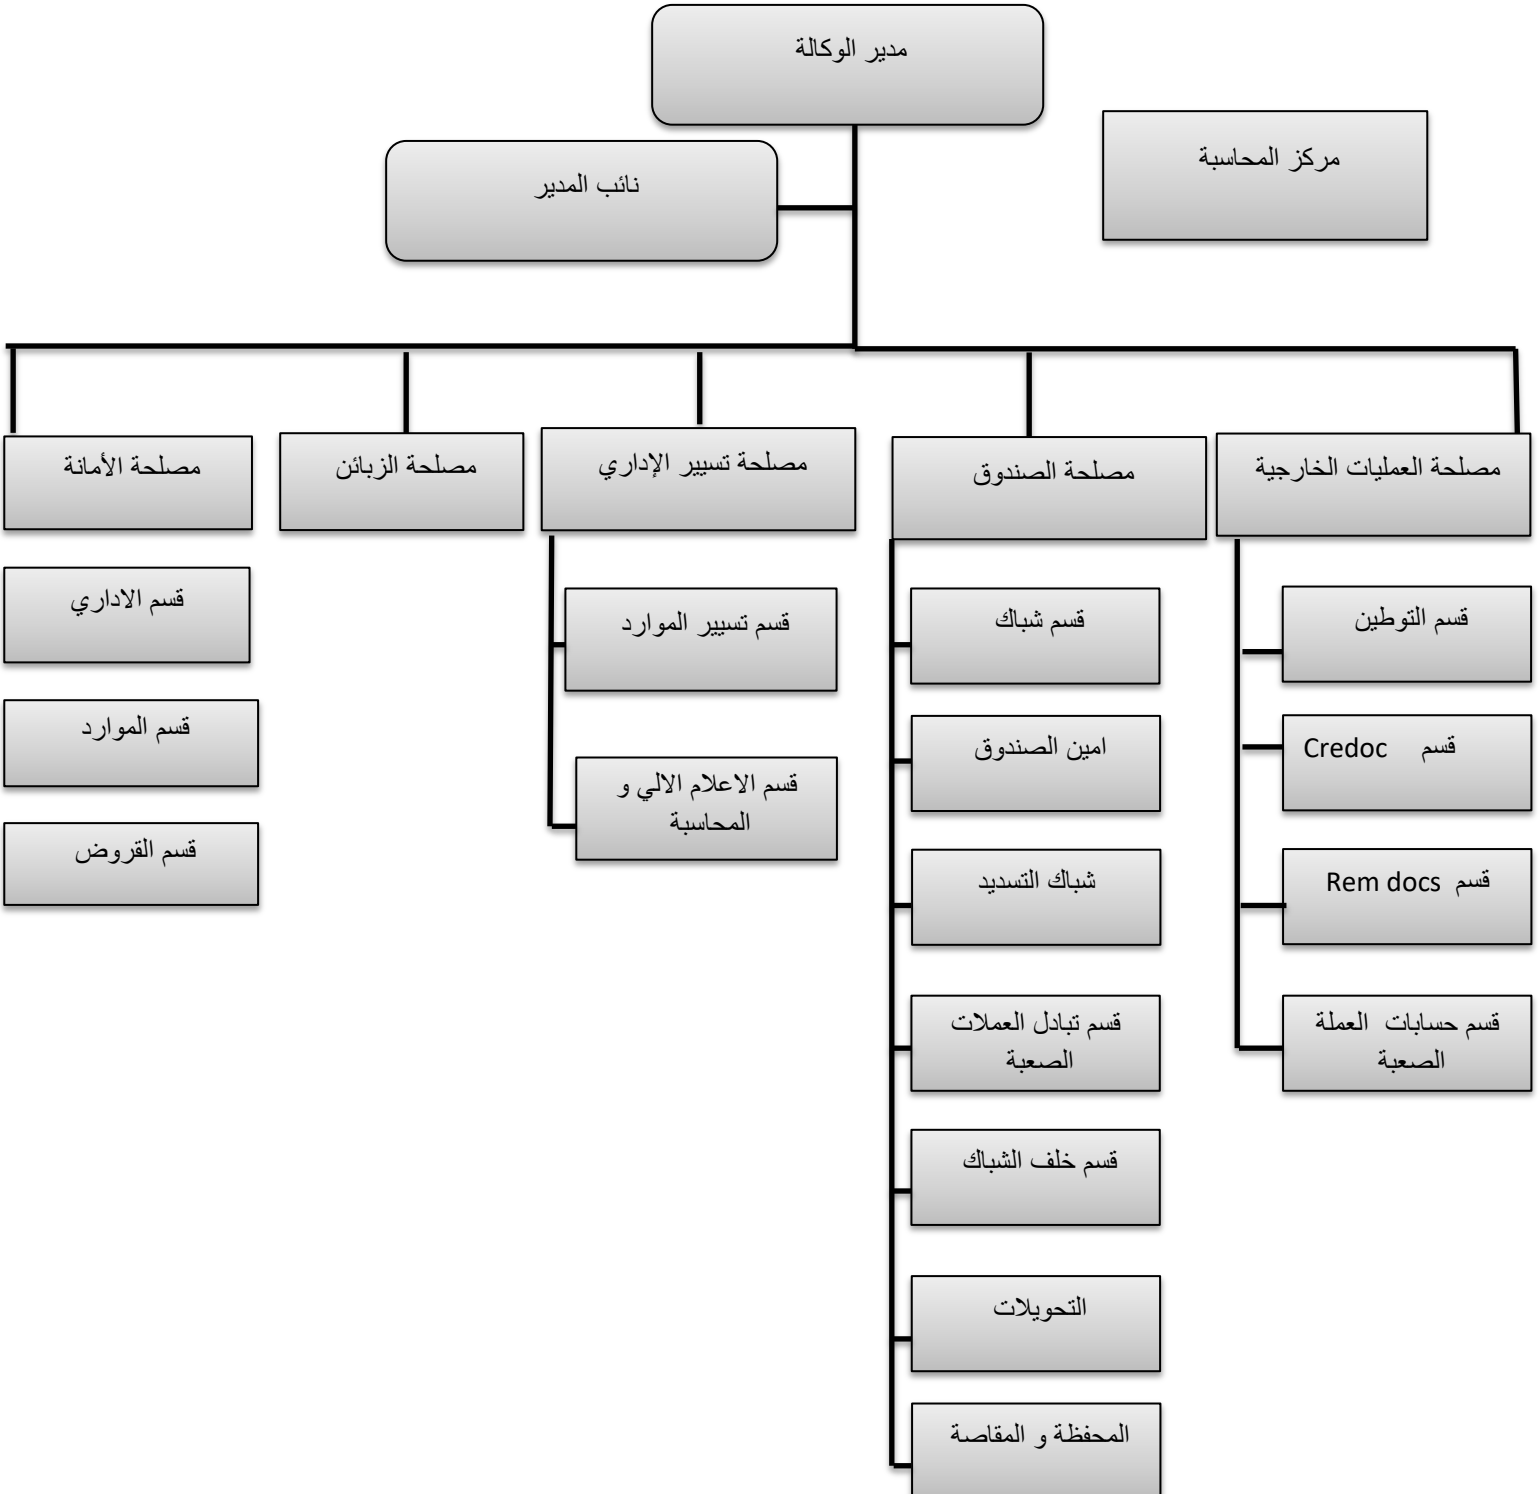 مدير الوكالة
مركز المحاسبة
نائب المدير
مصلحة العمليات الخارجية
مصلحة الصندوق
مصلحة تسيير الإداري
مصلحة الزبائن
مصلحة الأمانة
قسم التوطين
قسم شباك
قسم تسيير الموارد
قسم الاداري
قسم Credoc
امين الصندوق
قسم الاعلام الالي و
المحاسبة
قسم الموارد
قسم Rem docs
شباك التسديد
قسم القروض
قسم حسابات العملة
الصعبة
قسم تبادل العملات
الصعبة
قسم خلف الشباك
التحويلات
المحفظة و المقاصة